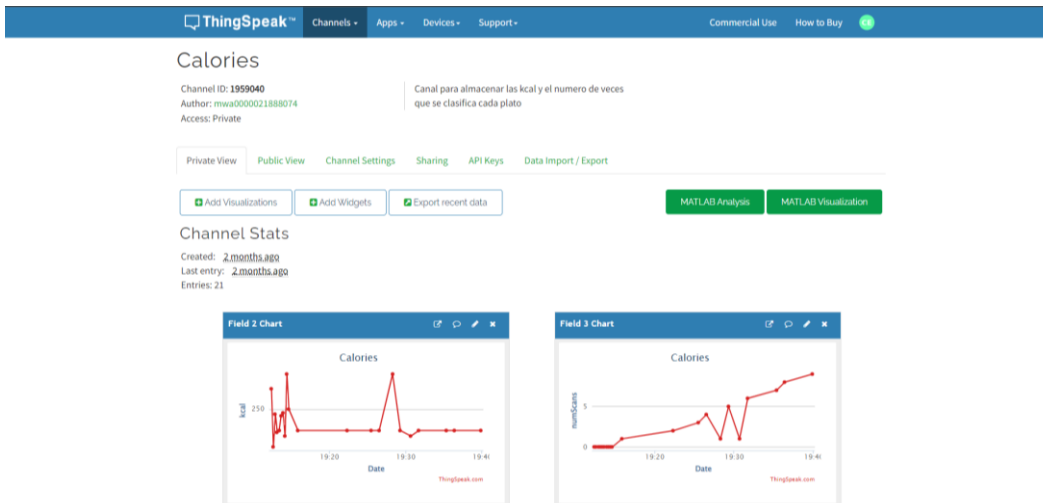 ThingSpeak™ Channels Apps Devices Support Commercial Use How to Buy
Calories
Channel ID: 1959040
Author: mwa0000021888074
Access: Private
Canal para almacenar las kcal y el numero de veces
que se clasifica cada plato
Private View Public View Channel Settings Sharing API Keys Data Import / Export
Add Visualizations Add Widgets Export recent data MATLAB Analysis MATLAB Visualization
Channel Stats
Created: 2 months ago
Last entry: 2 months ago
Entries: 21
Field 2 Chart
Calories
kcal
250
19:20 19:30 19:4(
Date
ThingSpeak.com
Field 3 Chart
Calories
numScans
5
0
19:20 19:30 19:4(
Date
ThingSpeak.com